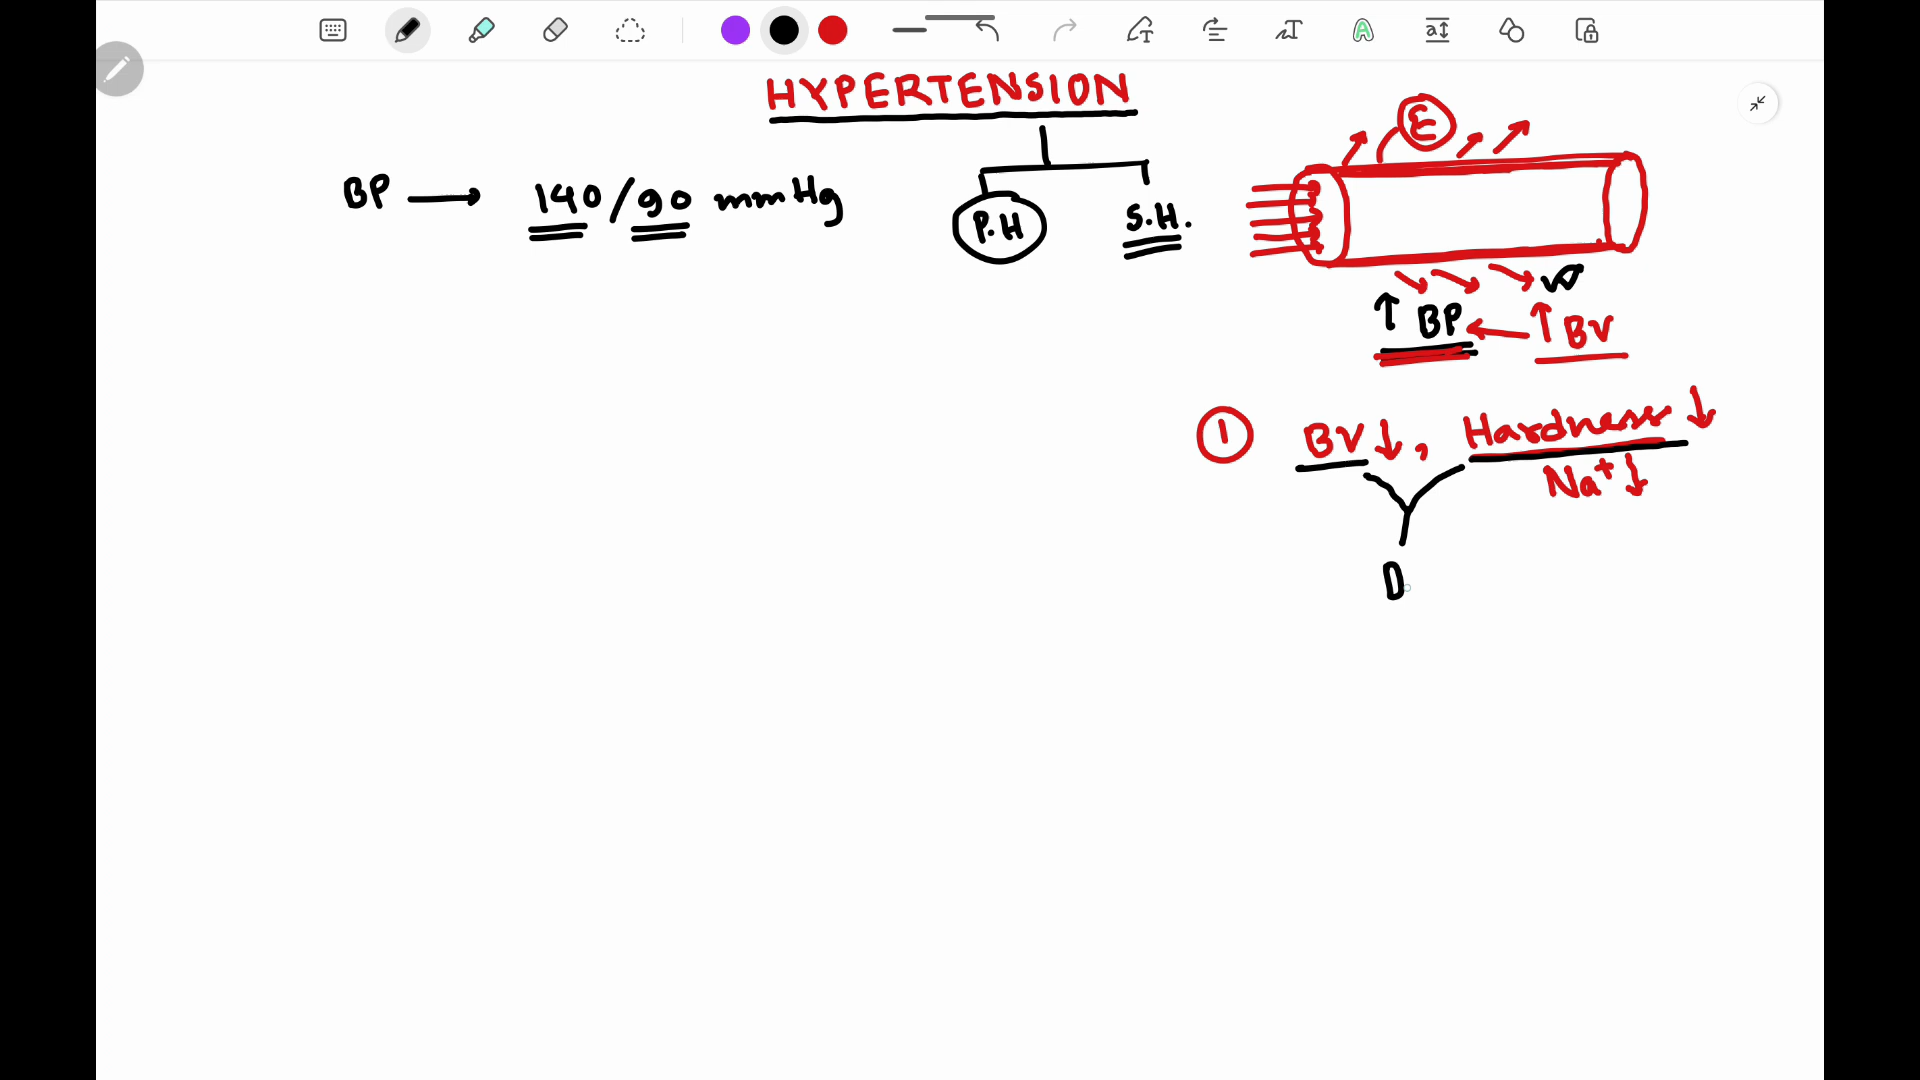 HYPERTENSION
BP → 140/90 mmHg
P.H
S.H.
E
↑ BP ← ↑ BV
1 BV ↓, Hardness ↓
Na⁺ ↓
D